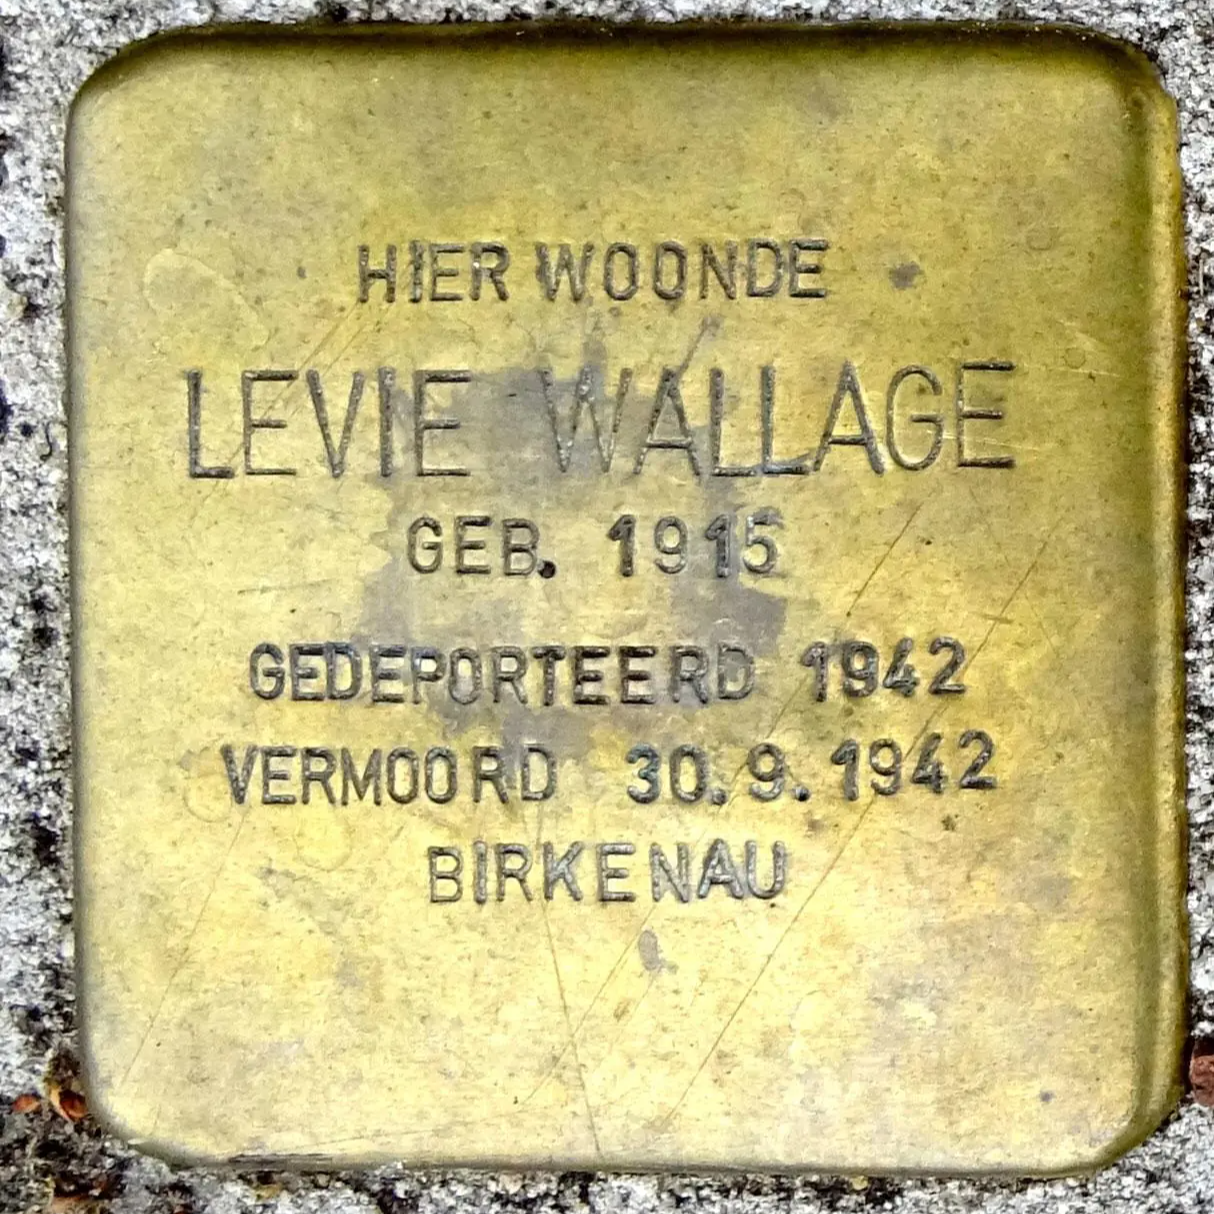 HIER WOONDE
LEVIE WALLAGE
GEB. 1915
GEDEPORTEERD 1942
VERMOORD 30.9.1942
BIRKENAU